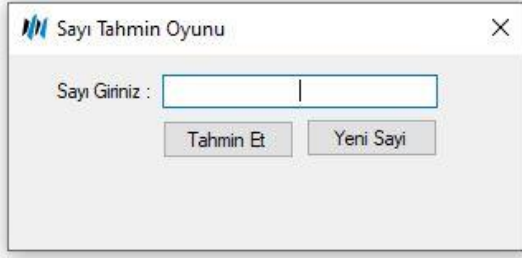 Sayı Tahmin Oyunu
Sayı Giriniz :
Tahmin Et Yeni Sayi